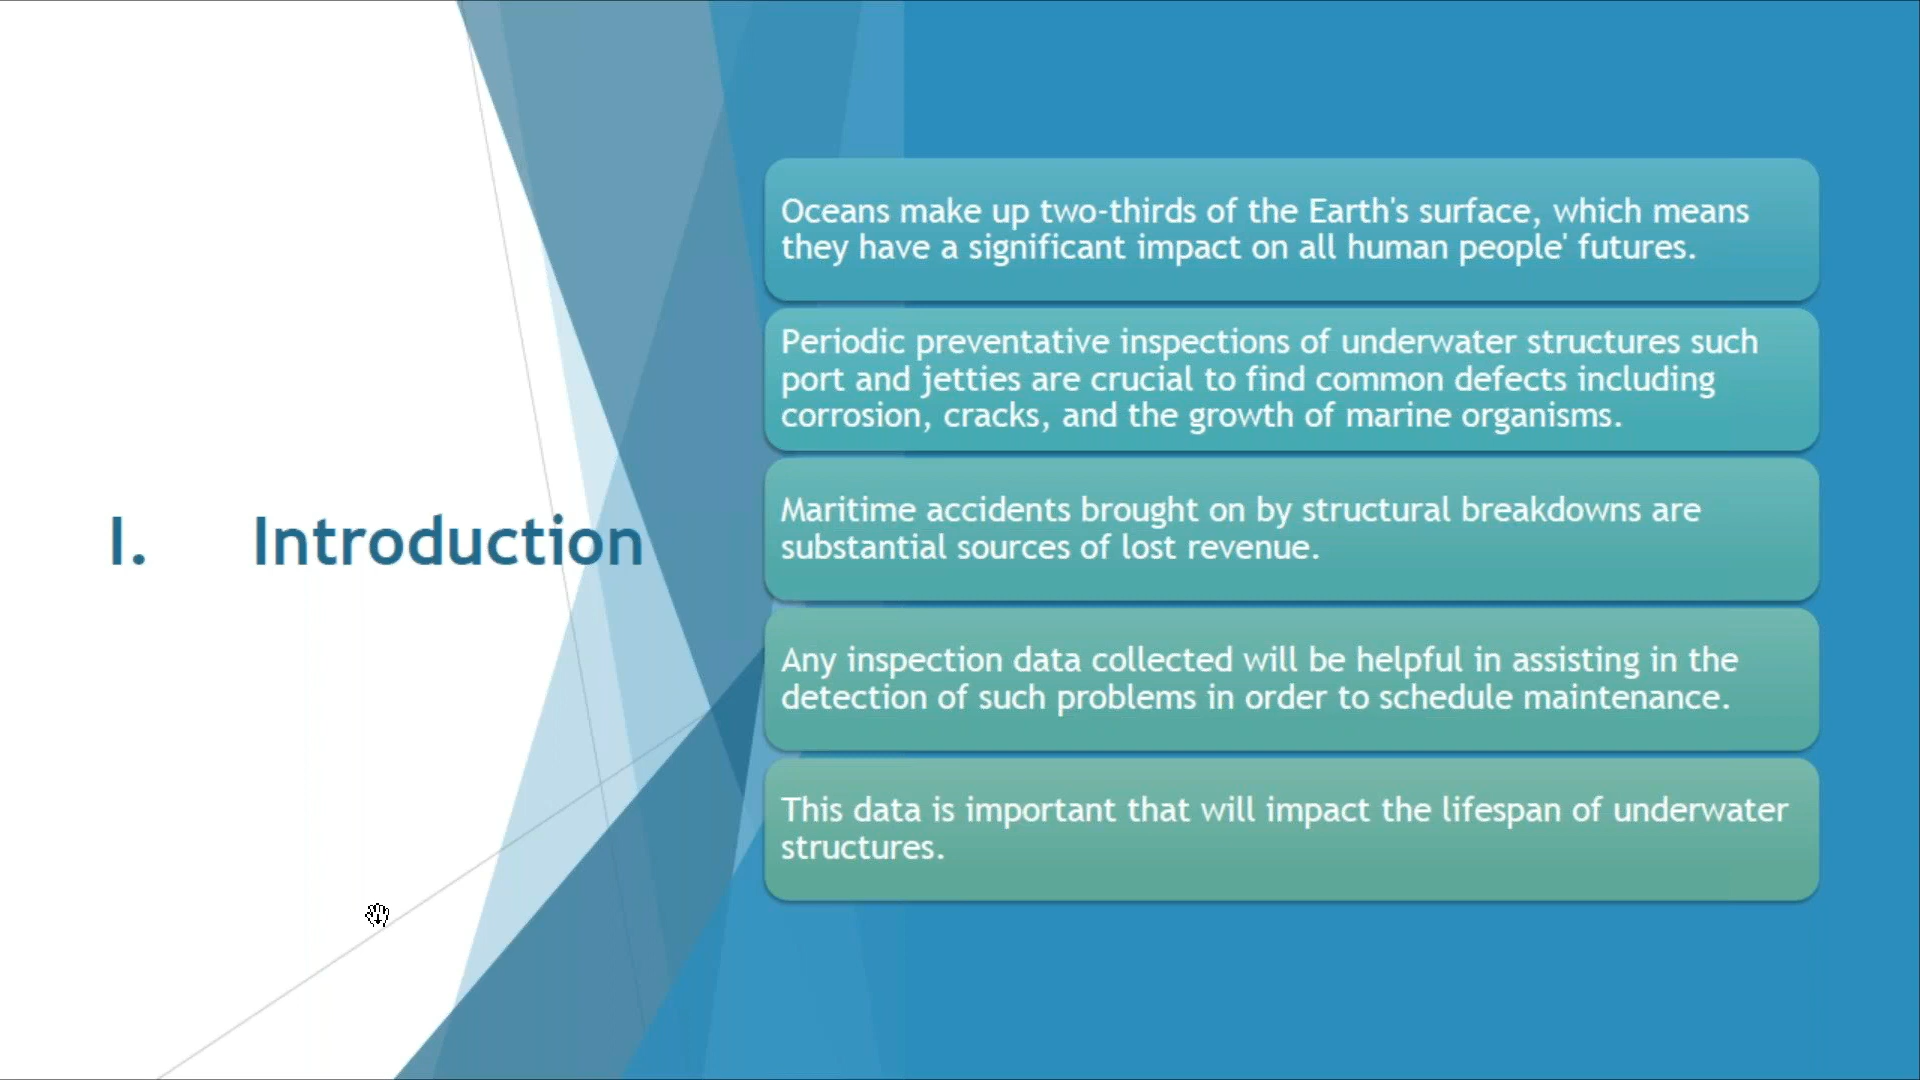 I. Introduction
Oceans make up two-thirds of the Earth's surface, which means
they have a significant impact on all human people' futures.
Periodic preventative inspections of underwater structures such
port and jetties are crucial to find common defects including
corrosion, cracks, and the growth of marine organisms.
Maritime accidents brought on by structural breakdowns are
substantial sources of lost revenue.
Any inspection data collected will be helpful in assisting in the
detection of such problems in order to schedule maintenance.
This data is important that will impact the lifespan of underwater
structures.